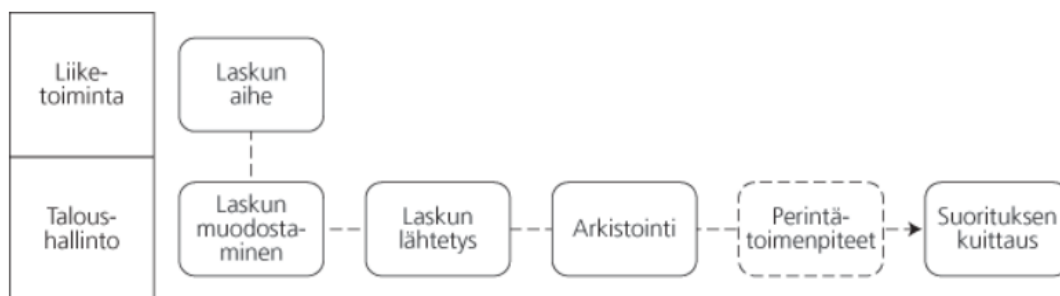 Liike-
toiminta
Laskun
aihe
Talous-
hallinto
Laskun
muodosta-
minen
Laskun
lähtetys
Arkistointi
Perintä-
toimenpiteet
Suorituksen
kuittaus